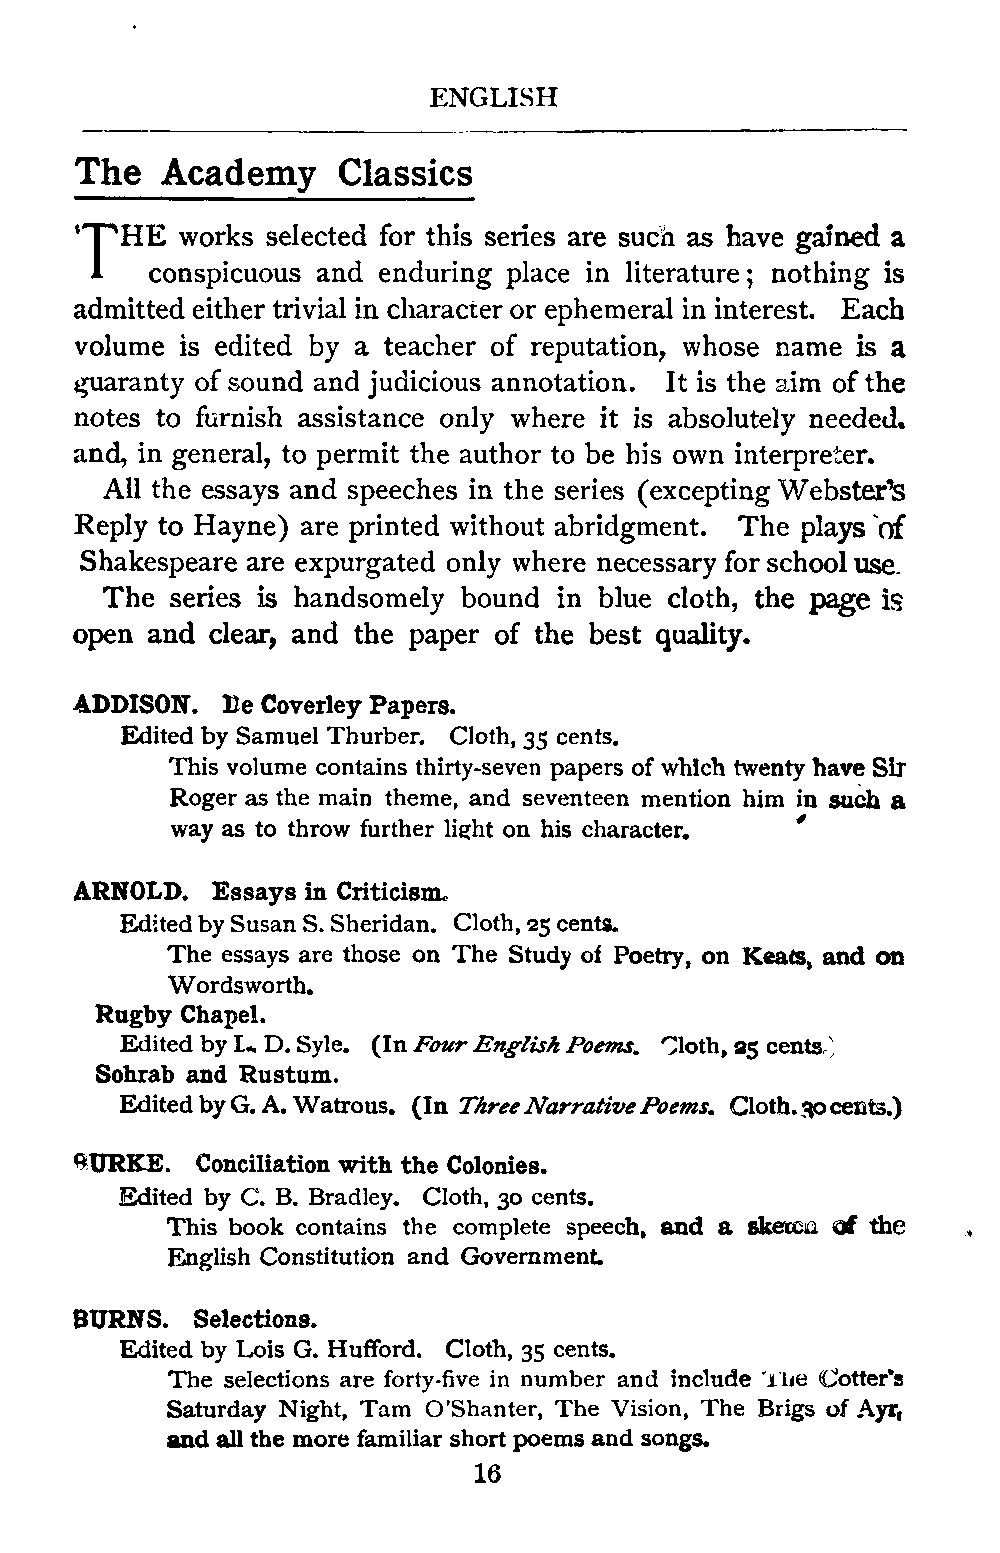 ENGLISH
The Academy Classics
THE works selected for this series are such as have gained a
conspicuous and enduring place in literature; nothing is
admitted either trivial in character or ephemeral in interest. Each
volume is edited by a teacher of reputation, whose name is a
guaranty of sound and judicious annotation. It is the aim of the
notes to furnish assistance only where it is absolutely needed.
and, in general, to permit the author to be his own interpreter.
All the essays and speeches in the series (excepting Webster's
Reply to Hayne) are printed without abridgment. The plays of
Shakespeare are expurgated only where necessary for school use.
The series is handsomely bound in blue cloth, the page is
open and clear, and the paper of the best quality.
ADDISON. De Coverley Papers.
Edited by Samuel Thurber. Cloth, 35 cents.
This volume contains thirty-seven papers of which twenty have Sir
Roger as the main theme, and seventeen mention him in such a
way as to throw further light on his character.
ARNOLD. Essays in Criticism.
Edited by Susan S. Sheridan. Cloth, 25 cents.
The essays are those on The Study of Poetry, on Keats, and on
Wordsworth.
Rugby Chapel.
Edited by L. D. Syle. (In Four English Poems. Cloth, 25 cents.)
Sohrab and Rustum.
Edited by G. A. Watrous. (In Three Narrative Poems. Cloth. 30 cents.)
BURKE. Conciliation with the Colonies.
Edited by C. B. Bradley. Cloth, 30 cents.
This book contains the complete speech, and a sketch of the
English Constitution and Government.
BURNS. Selections.
Edited by Lois G. Hufford. Cloth, 35 cents.
The selections are forty-five in number and include The Cotter's
Saturday Night, Tam O'Shanter, The Vision, The Brigs of Ayr,
and all the more familiar short poems and songs.
16